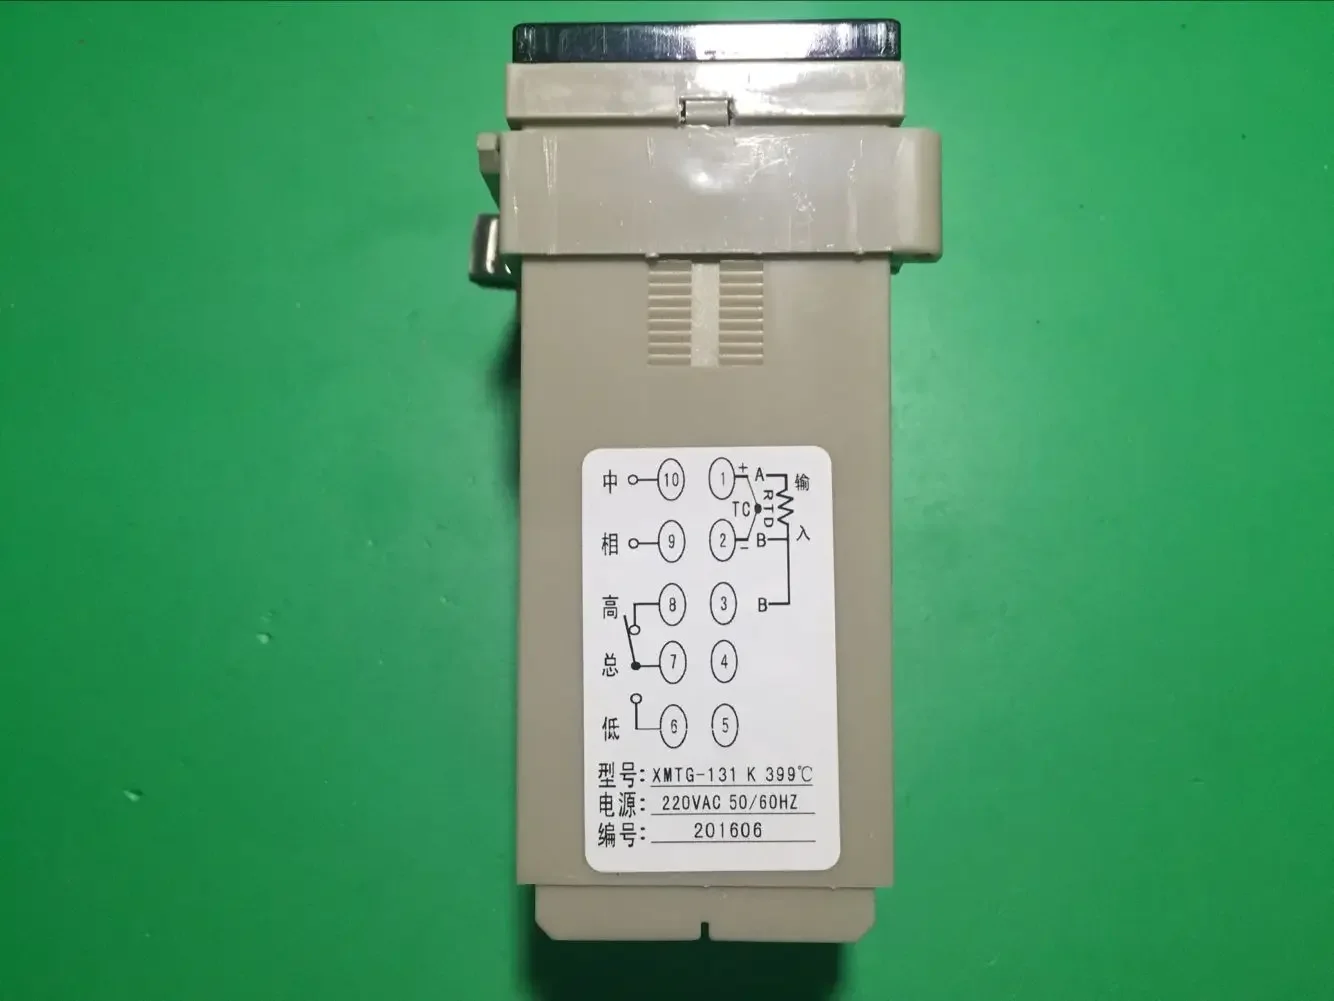 中 10 1 + A 输
TC RTD
相 9 2 - B 入
高 8 3 B
总 7 4
低 6 5
型号: XMTG-131 K 399℃
电源: 220VAC 50/60HZ
编号: 201606